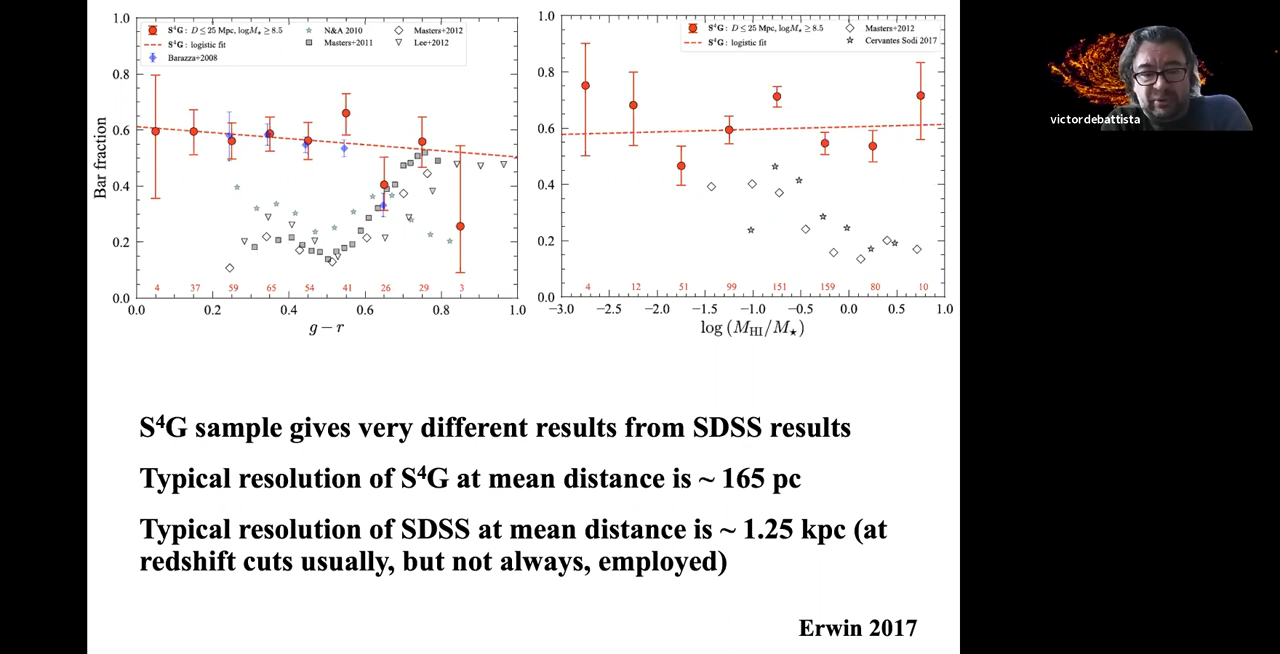 S⁴G: D ≤ 25 Mpc, logM⋆ ≥ 8.5
S⁴G: logistic fit
Barazza+2008
N&A 2010
Masters+2011
Masters+2012
Lee+2012
Bar fraction
1.0
0.8
0.6
0.4
0.2
0.0
4 37 59 65 54 41 26 29 3
0.0 0.2 0.4 0.6 0.8 1.0
g − r
S⁴G: D ≤ 25 Mpc, logM⋆ ≥ 8.5
S⁴G: logistic fit
Masters+2012
Cervantes Sodi 2017
1.0
0.8
0.6
0.4
0.2
0.0
4 12 51 99 151 159 80 10
−3.0 −2.5 −2.0 −1.5 −1.0 −0.5 0.0 0.5 1.0
log (M_HI/M⋆)
victordebattista
S⁴G sample gives very different results from SDSS results
Typical resolution of S⁴G at mean distance is ~ 165 pc
Typical resolution of SDSS at mean distance is ~ 1.25 kpc (at
redshift cuts usually, but not always, employed)
Erwin 2017